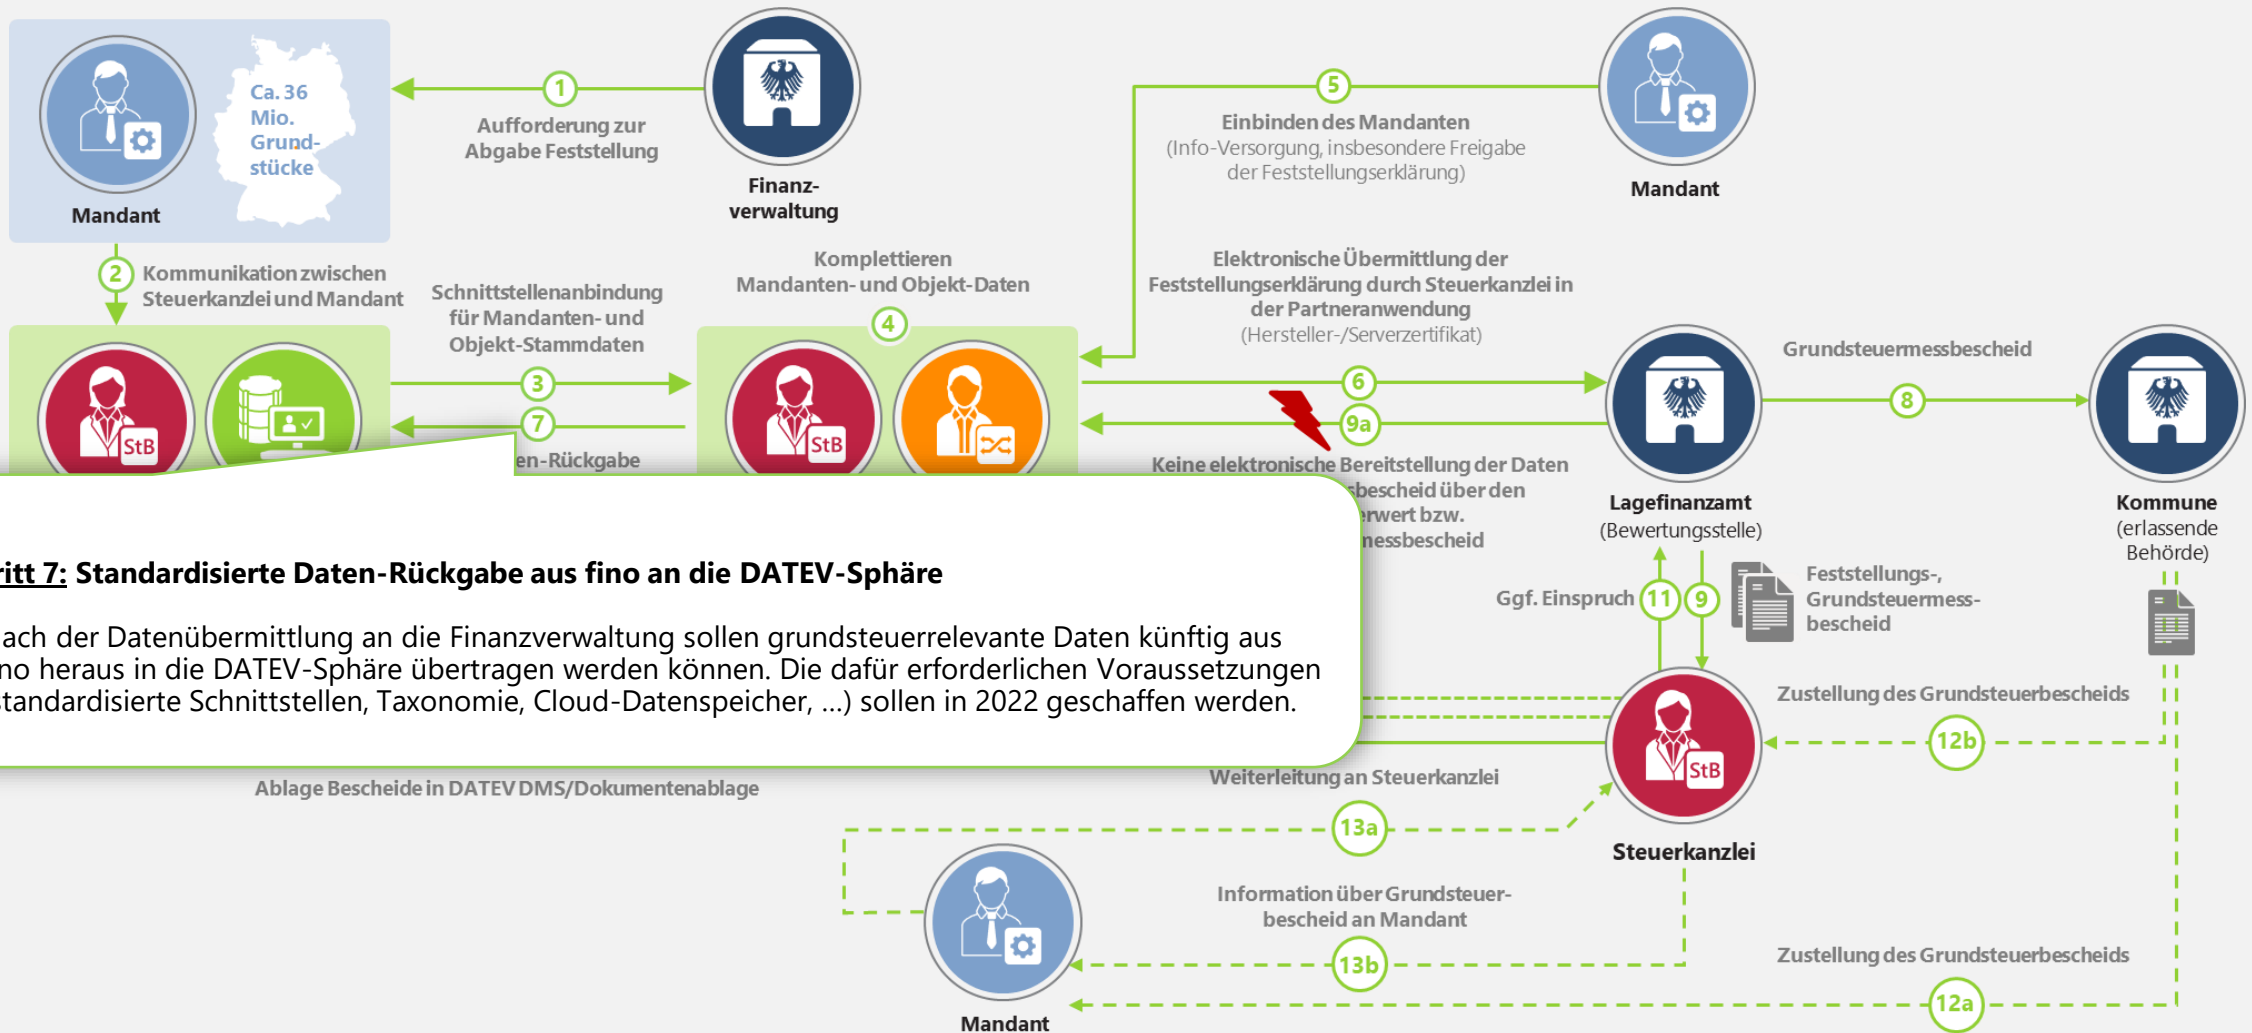 Ca. 36
Mio.
Grund-
stücke
Mandant
1
Aufforderung zur
Abgabe Feststellung
Finanz-
verwaltung
5
Einbinden des Mandanten
(Info-Versorgung, insbesondere Freigabe
der Feststellungserklärung)
Mandant
2
Kommunikation zwischen
Steuerkanzlei und Mandant
Schnittstellenanbindung
für Mandanten- und
Objekt-Stammdaten
3
Komplettieren
Mandanten- und Objekt-Daten
4
Elektronische Übermittlung der
Feststellungserklärung durch Steuerkanzlei in
der Partneranwendung
(Hersteller-/Serverzertifikat)
6
Grundsteuermessbescheid
8
StB
7
en-Rückgabe
StB
9a
Keine elektronische Bereitstellung der Daten
sbescheid über den
erwert bzw.
messbescheid
Lagefinanzamt
(Bewertungsstelle)
Kommune
(erlassende
Behörde)
ritt 7: Standardisierte Daten-Rückgabe aus fino an die DATEV-Sphäre
ach der Datenübermittlung an die Finanzverwaltung sollen grundsteuerrelevante Daten künftig aus
no heraus in die DATEV-Sphäre übertragen werden können. Die dafür erforderlichen Voraussetzungen
standardisierte Schnittstellen, Taxonomie, Cloud-Datenspeicher, …) sollen in 2022 geschaffen werden.
Ggf. Einspruch
11
9
Feststellungs-,
Grundsteuermess-
bescheid
Zustellung des Grundsteuerbescheids
12b
StB
Steuerkanzlei
Ablage Bescheide in DATEV DMS/Dokumentenablage
Weiterleitung an Steuerkanzlei
13a
Information über Grundsteuer-
bescheid an Mandant
13b
Zustellung des Grundsteuerbescheids
12a
Mandant